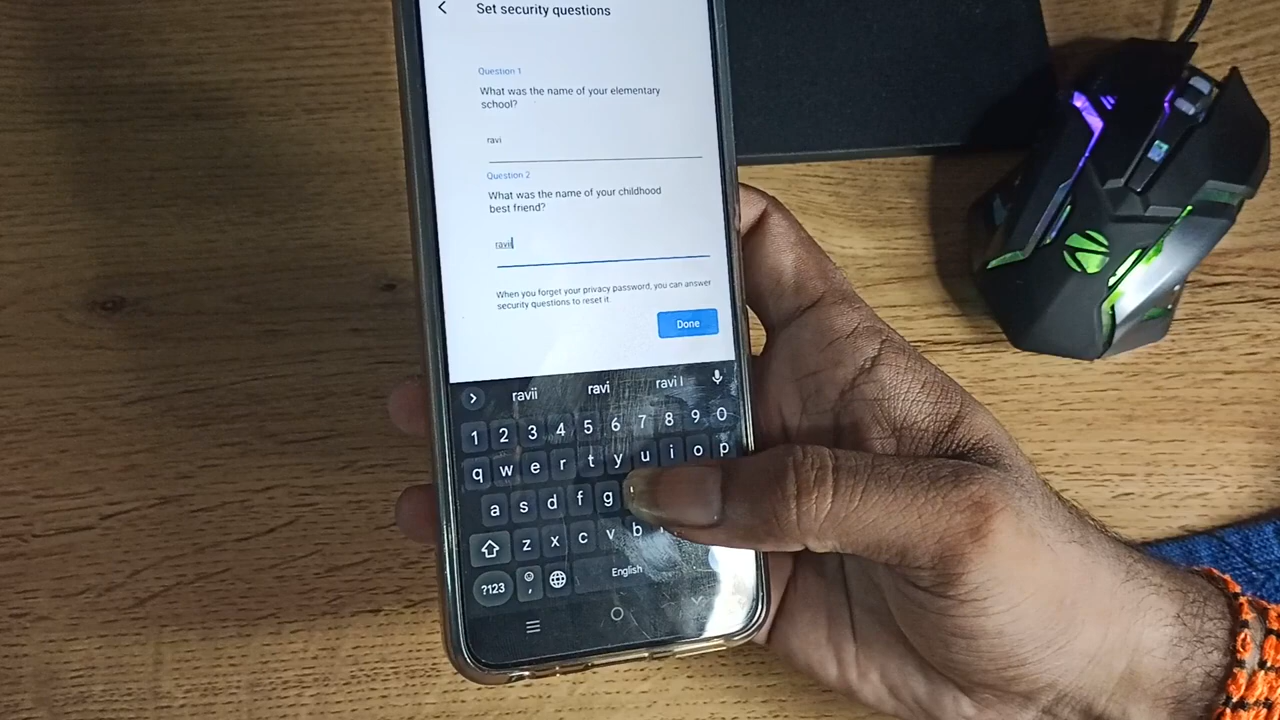 Set security questions
Question 1
What was the name of your elementary
school?
ravi
Question 2
What was the name of your childhood
best friend?
ravii
When you forget your privacy password, you can answer
security questions to reset it.
Done
ravii ravi ravi I
1 2 3 4 5 6 7 8 9 0
q w e r t y u i o p
a s d f g
z x c v b
?123 , English